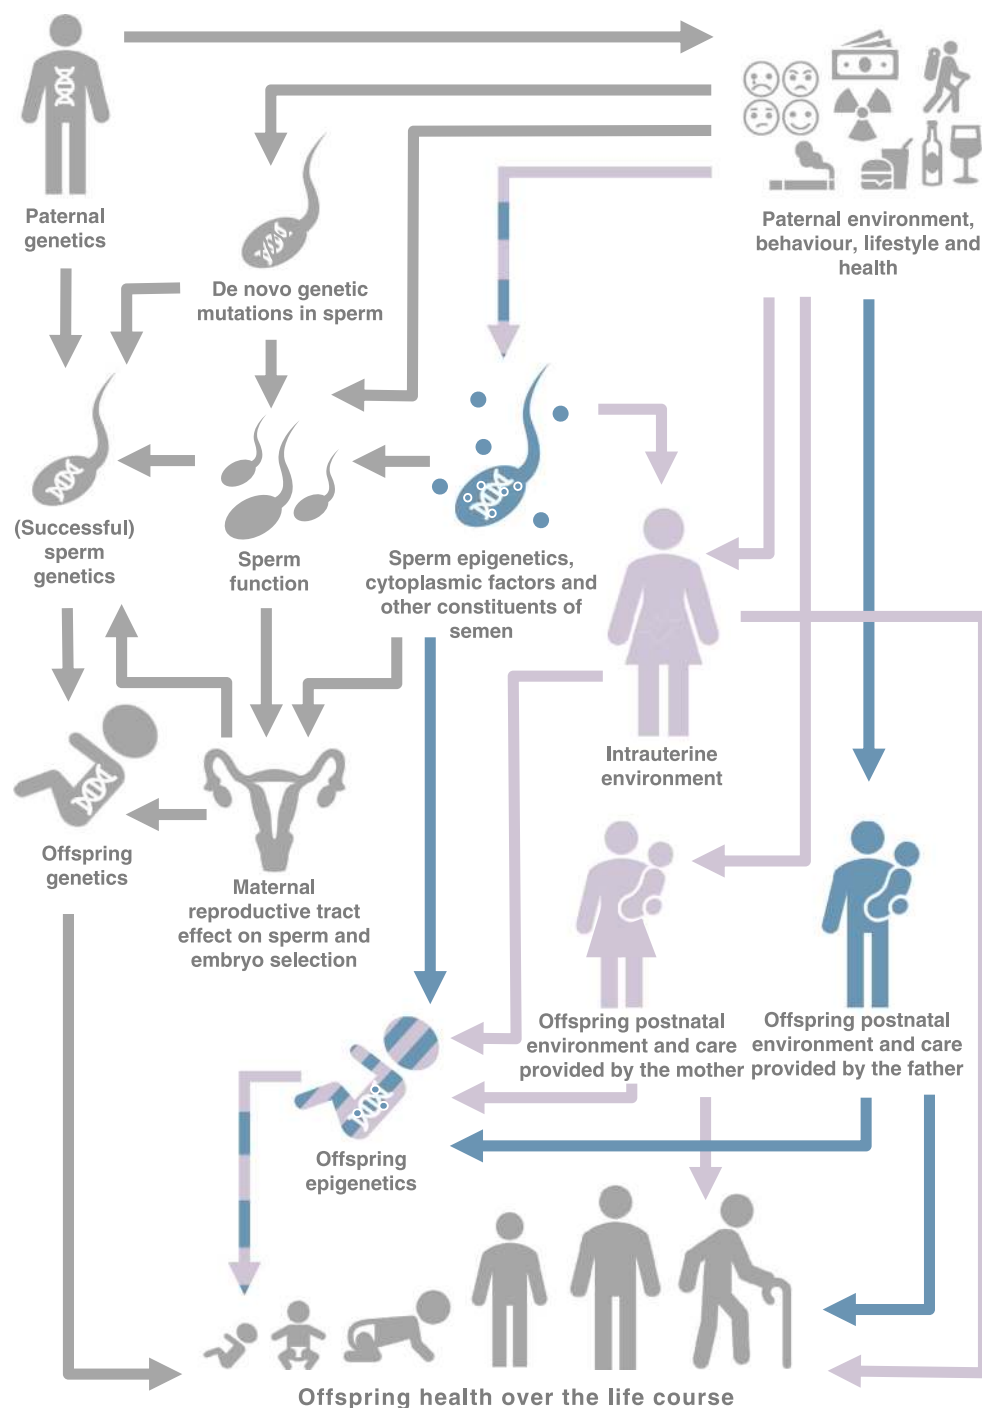 Paternal
genetics
Paternal environment,
behaviour, lifestyle and
health
De novo genetic
mutations in sperm
(Successful)
sperm
genetics
Sperm
function
Sperm epigenetics,
cytoplasmic factors and
other constituents of
semen
Intrauterine
environment
Offspring
genetics
Maternal
reproductive tract
effect on sperm and
embryo selection
Offspring postnatal
environment and care
provided by the mother
Offspring postnatal
environment and care
provided by the father
Offspring
epigenetics
Offspring health over the life course